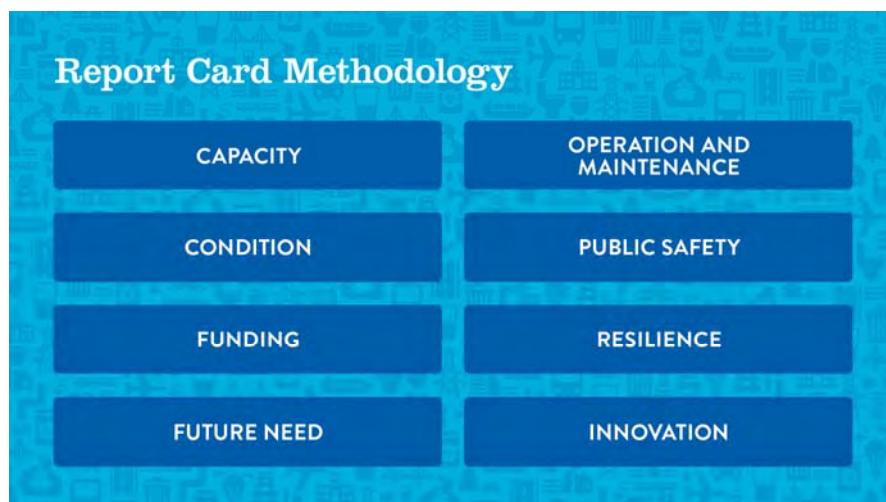 Report Card Methodology
CAPACITY
OPERATION AND
MAINTENANCE
CONDITION
PUBLIC SAFETY
FUNDING
RESILIENCE
FUTURE NEED
INNOVATION